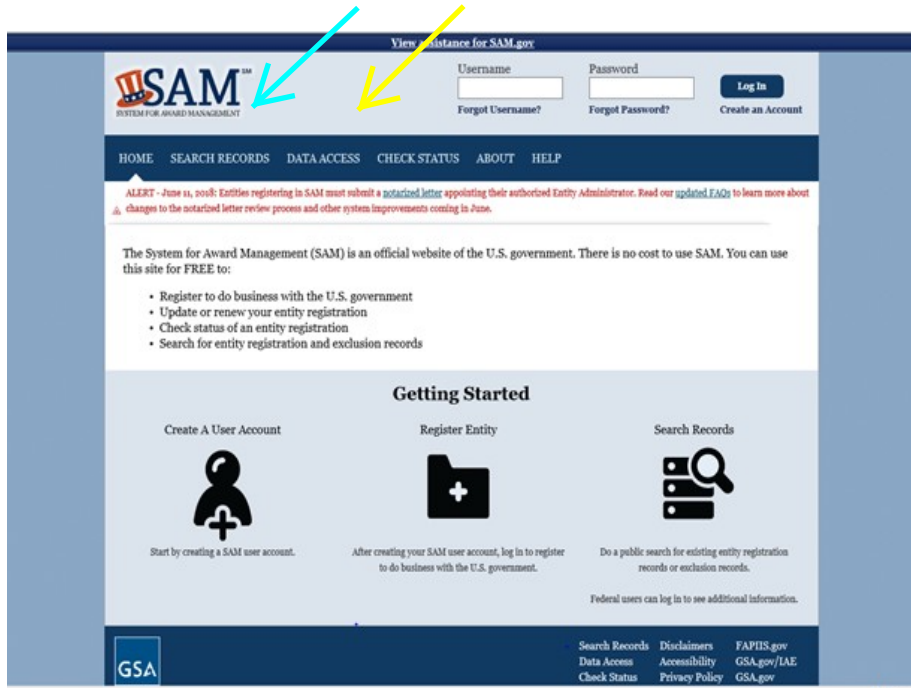 View assistance for SAM.gov
Username Password
SAM SM
SYSTEM FOR AWARD MANAGEMENT
Log In
Forgot Username? Forgot Password? Create an Account
HOME SEARCH RECORDS DATA ACCESS CHECK STATUS ABOUT HELP
ALERT - June 11, 2018: Entities registering in SAM must submit a notarized letter appointing their authorized Entity Administrator. Read our updated FAQs to learn more about
changes to the notarized letter review process and other system improvements coming in June.
The System for Award Management (SAM) is an official website of the U.S. government. There is no cost to use SAM. You can use
this site for FREE to:
• Register to do business with the U.S. government
• Update or renew your entity registration
• Check status of an entity registration
• Search for entity registration and exclusion records
Getting Started
Create A User Account
Start by creating a SAM user account.
Register Entity
After creating your SAM user account, log in to register
to do business with the U.S. government.
Search Records
Do a public search for existing entity registration
records or exclusion records.
Federal users can log in to see additional information.
GSA
Search Records Disclaimers FAPIIS.gov
Data Access Accessibility GSA.gov/IAE
Check Status Privacy Policy GSA.gov